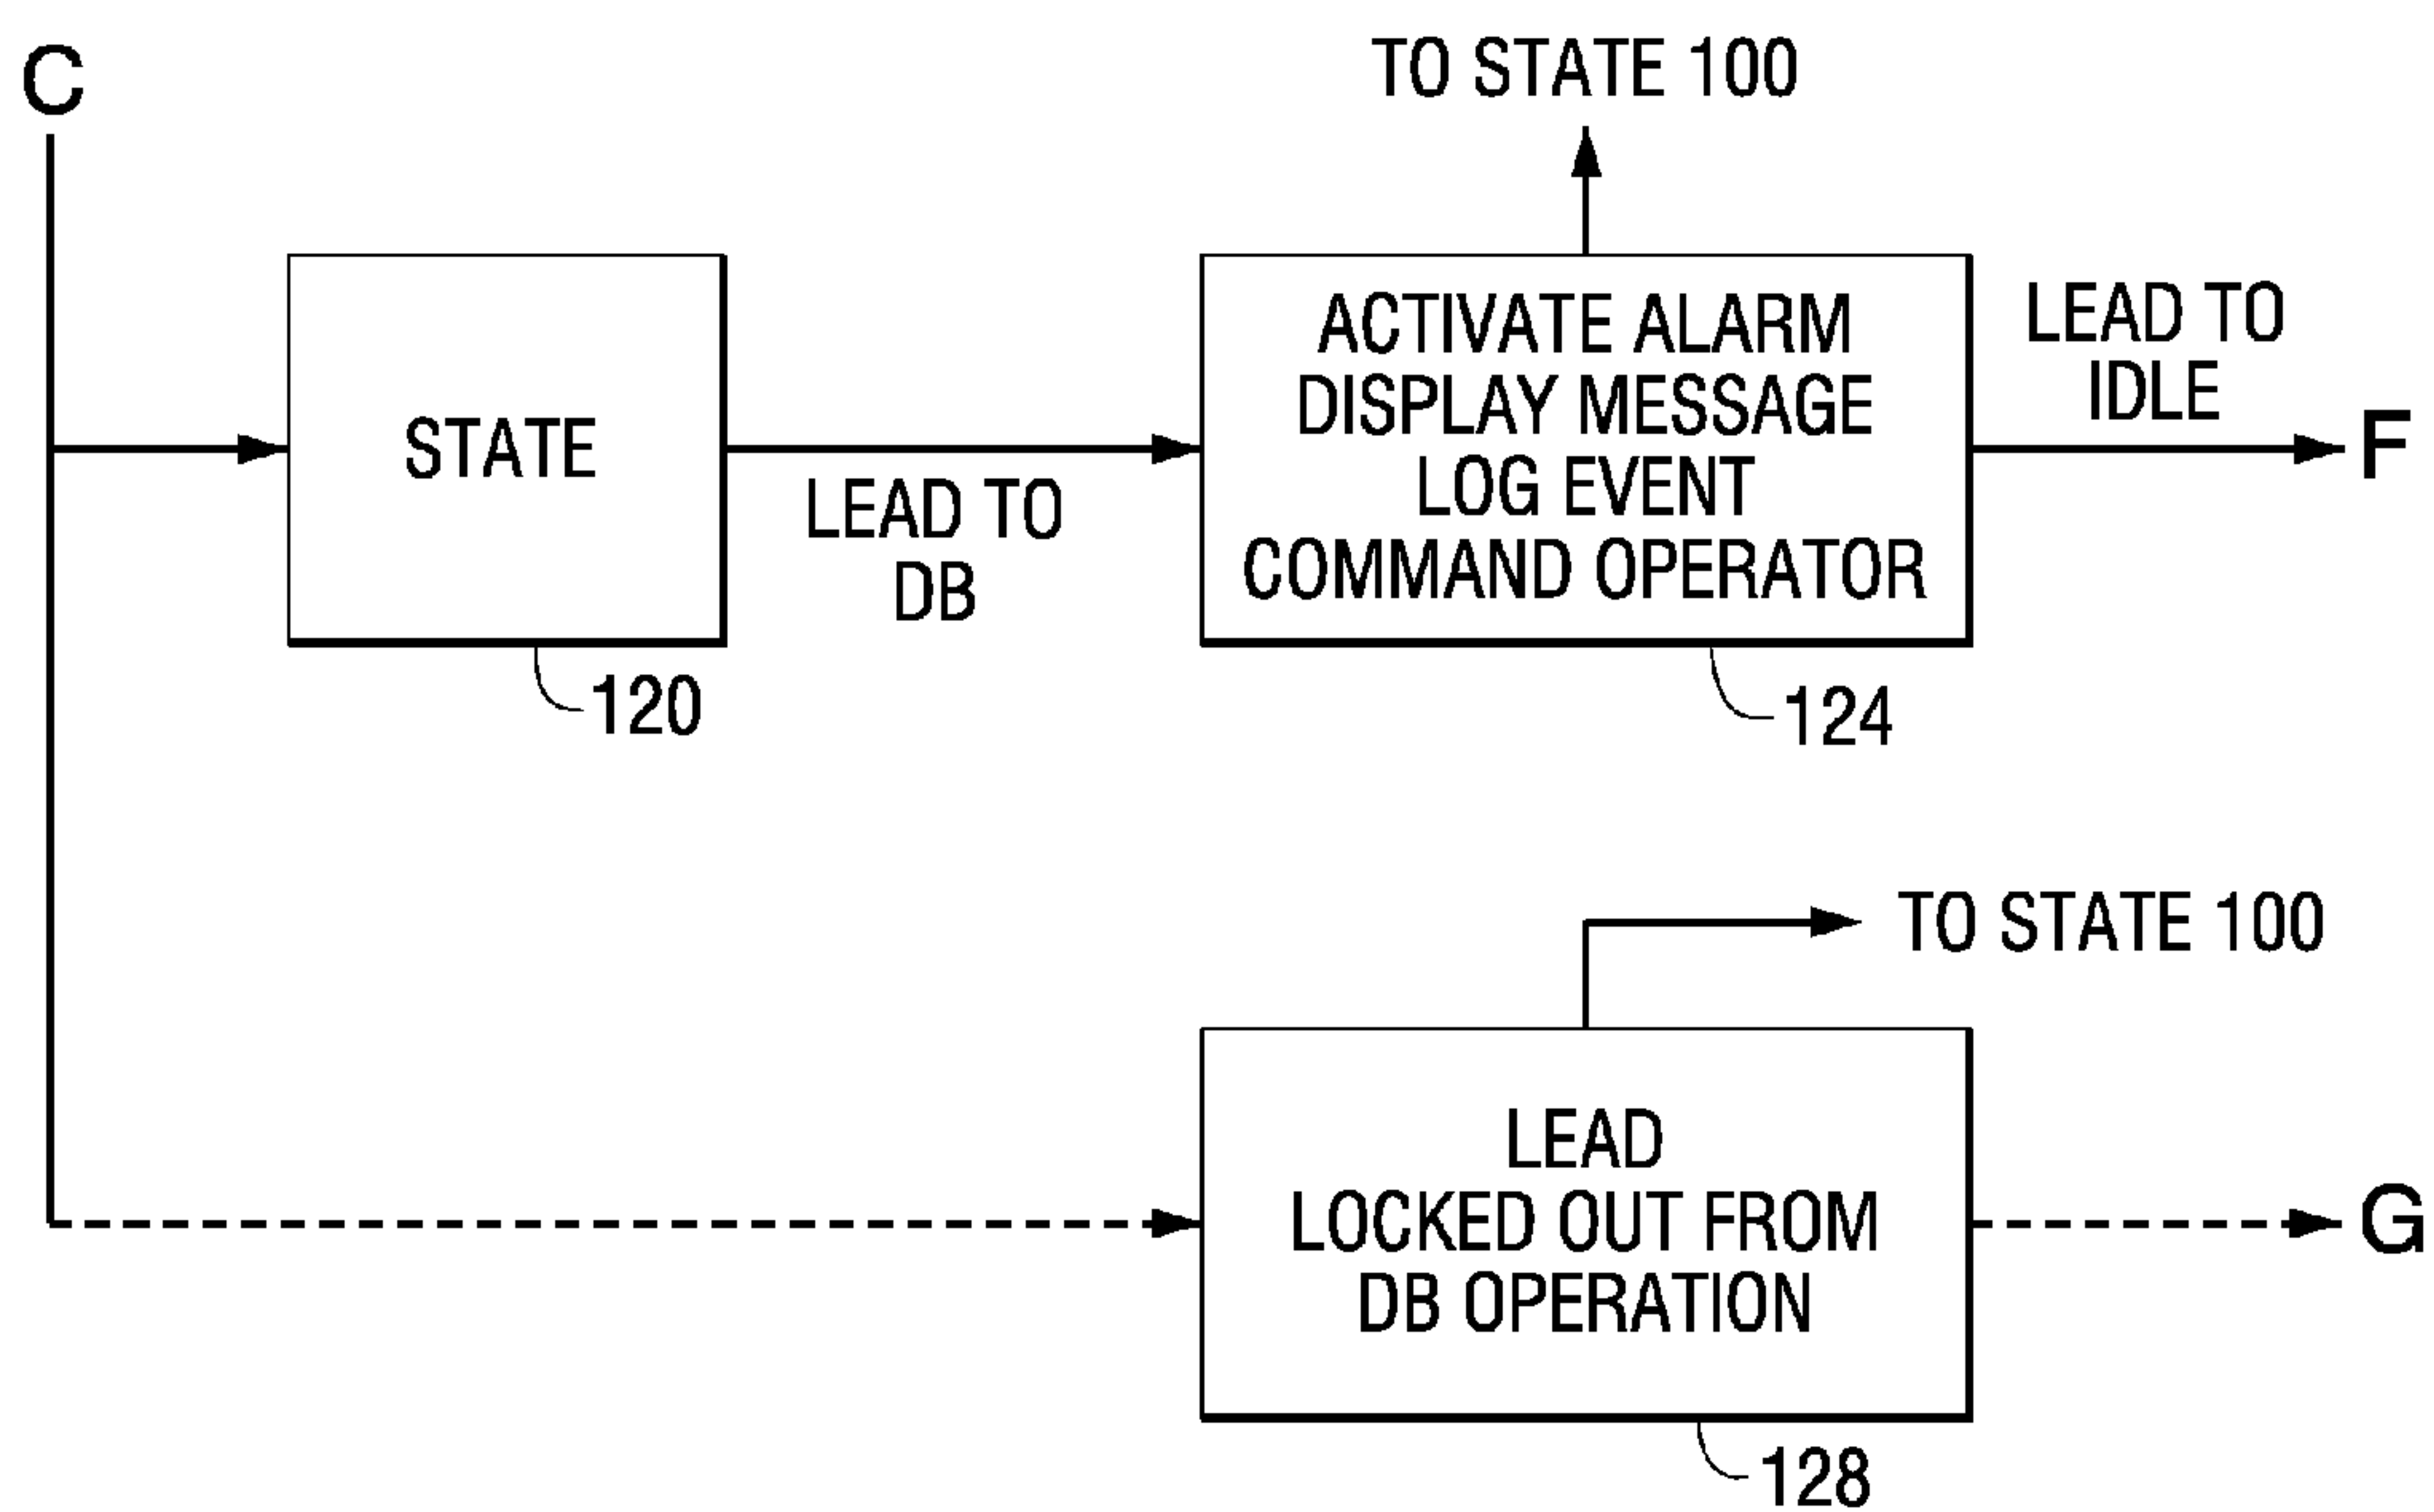 C
TO STATE 100
STATE
LEAD TO
DB
ACTIVATE ALARM
DISPLAY MESSAGE
LOG EVENT
COMMAND OPERATOR
LEAD TO
IDLE
F
120
124
TO STATE 100
LEAD
LOCKED OUT FROM
DB OPERATION
G
128